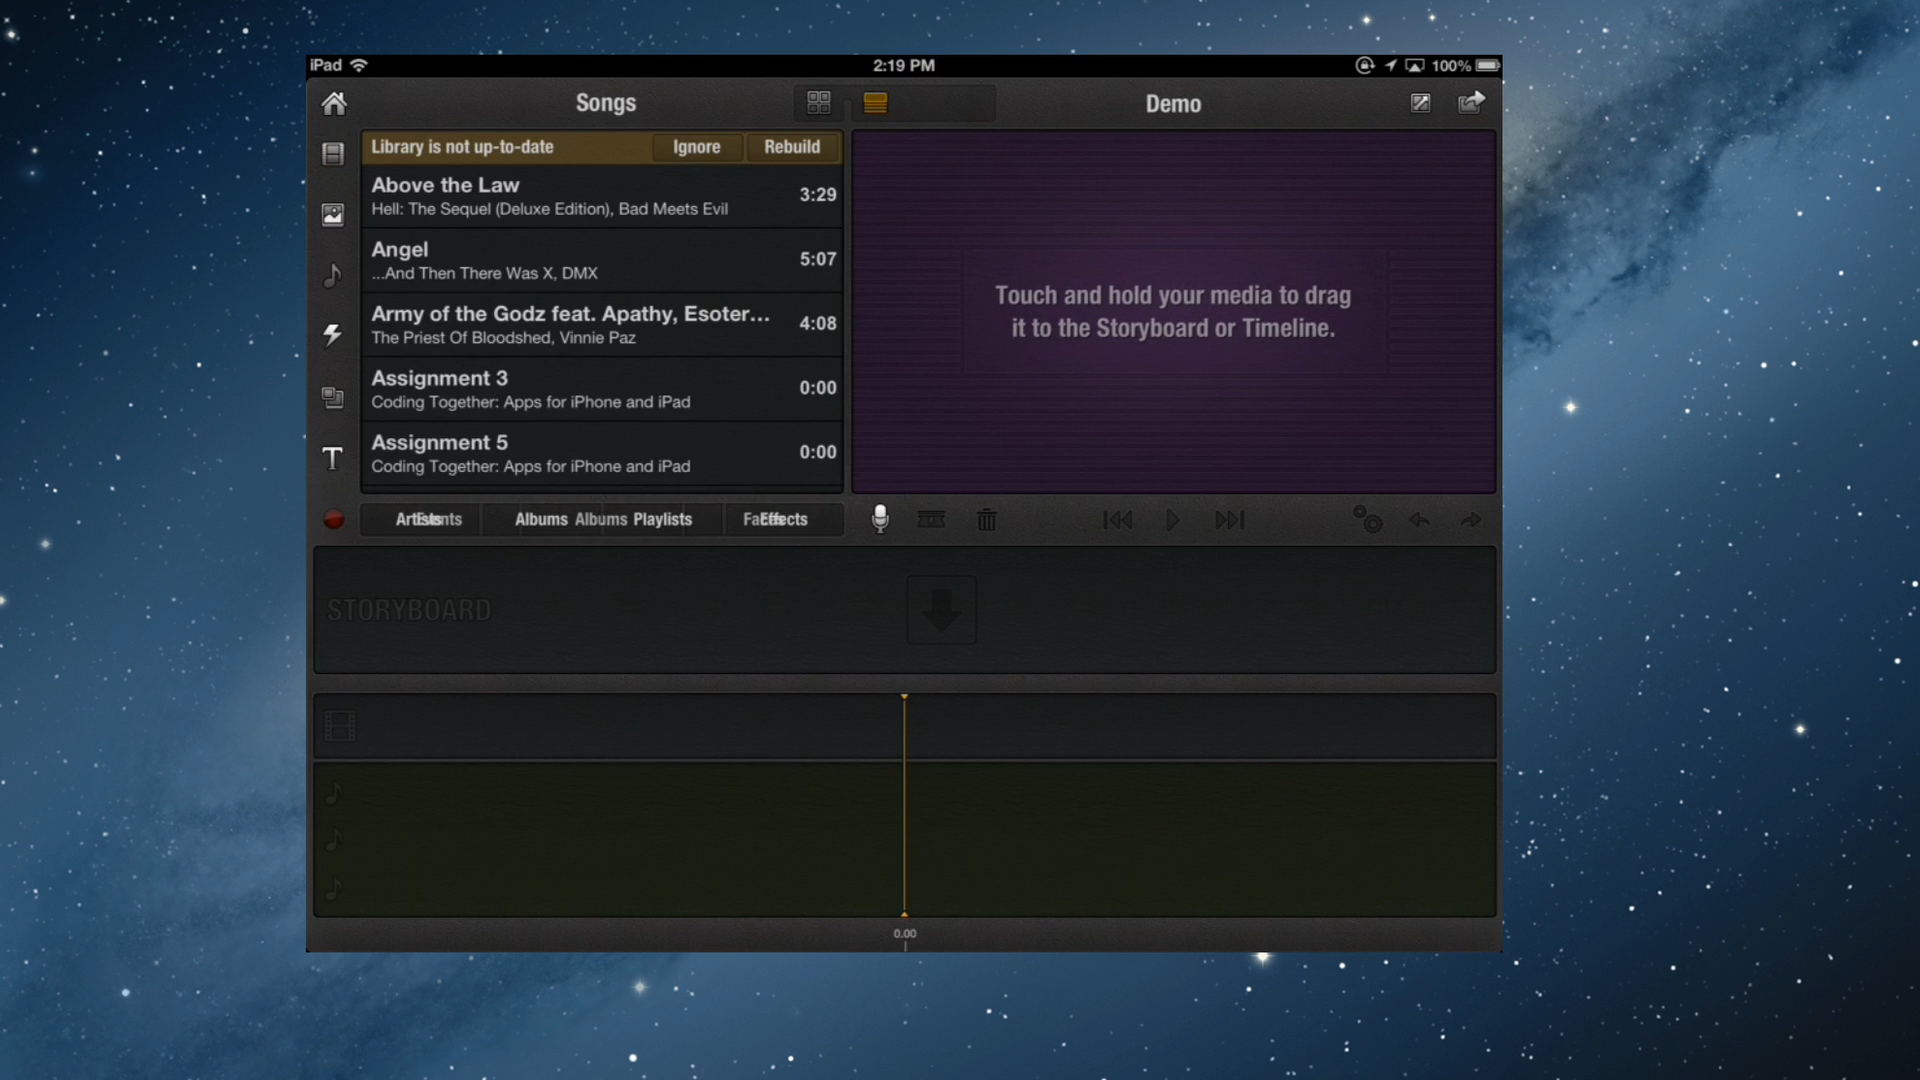 iPad
2:19 PM
100%
Songs
Demo
Library is not up-to-date
Ignore
Rebuild
Above the Law
3:29
Hell: The Sequel (Deluxe Edition), Bad Meets Evil
Angel
5:07
...And Then There Was X, DMX
Army of the Godz feat. Apathy, Esoter...
4:08
The Priest Of Bloodshed, Vinnie Paz
Assignment 3
0:00
Coding Together: Apps for iPhone and iPad
Assignment 5
0:00
Coding Together: Apps for iPhone and iPad
Touch and hold your media to drag
it to the Storyboard or Timeline.
T
Artists
Albums
Albums
Playlists
Effects
STORYBOARD
0.00